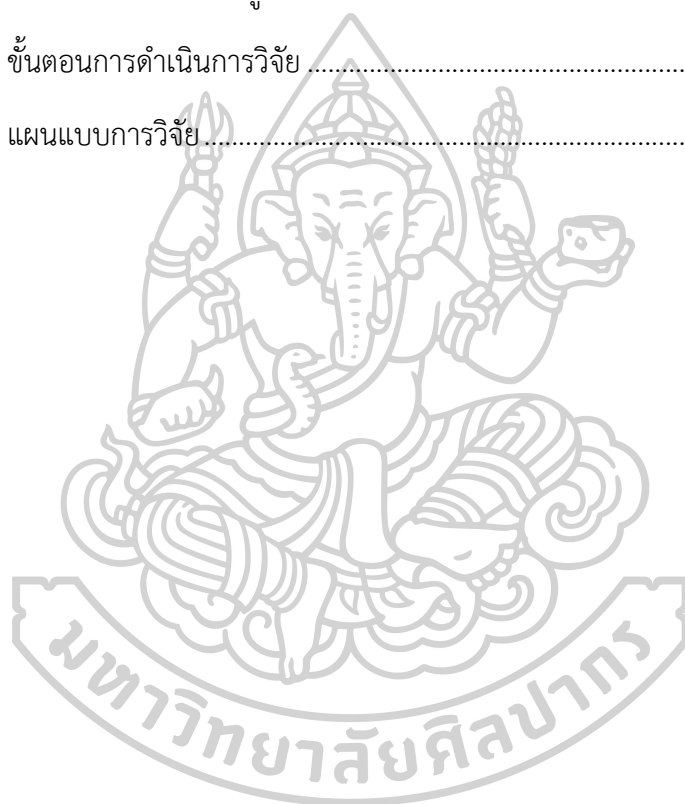 ขั้นตอนการดำเนินการวิจัย ........................................................................
แผนแบบการวิจัย ........................................................................
มหาวิทยาลัยศิลปากร